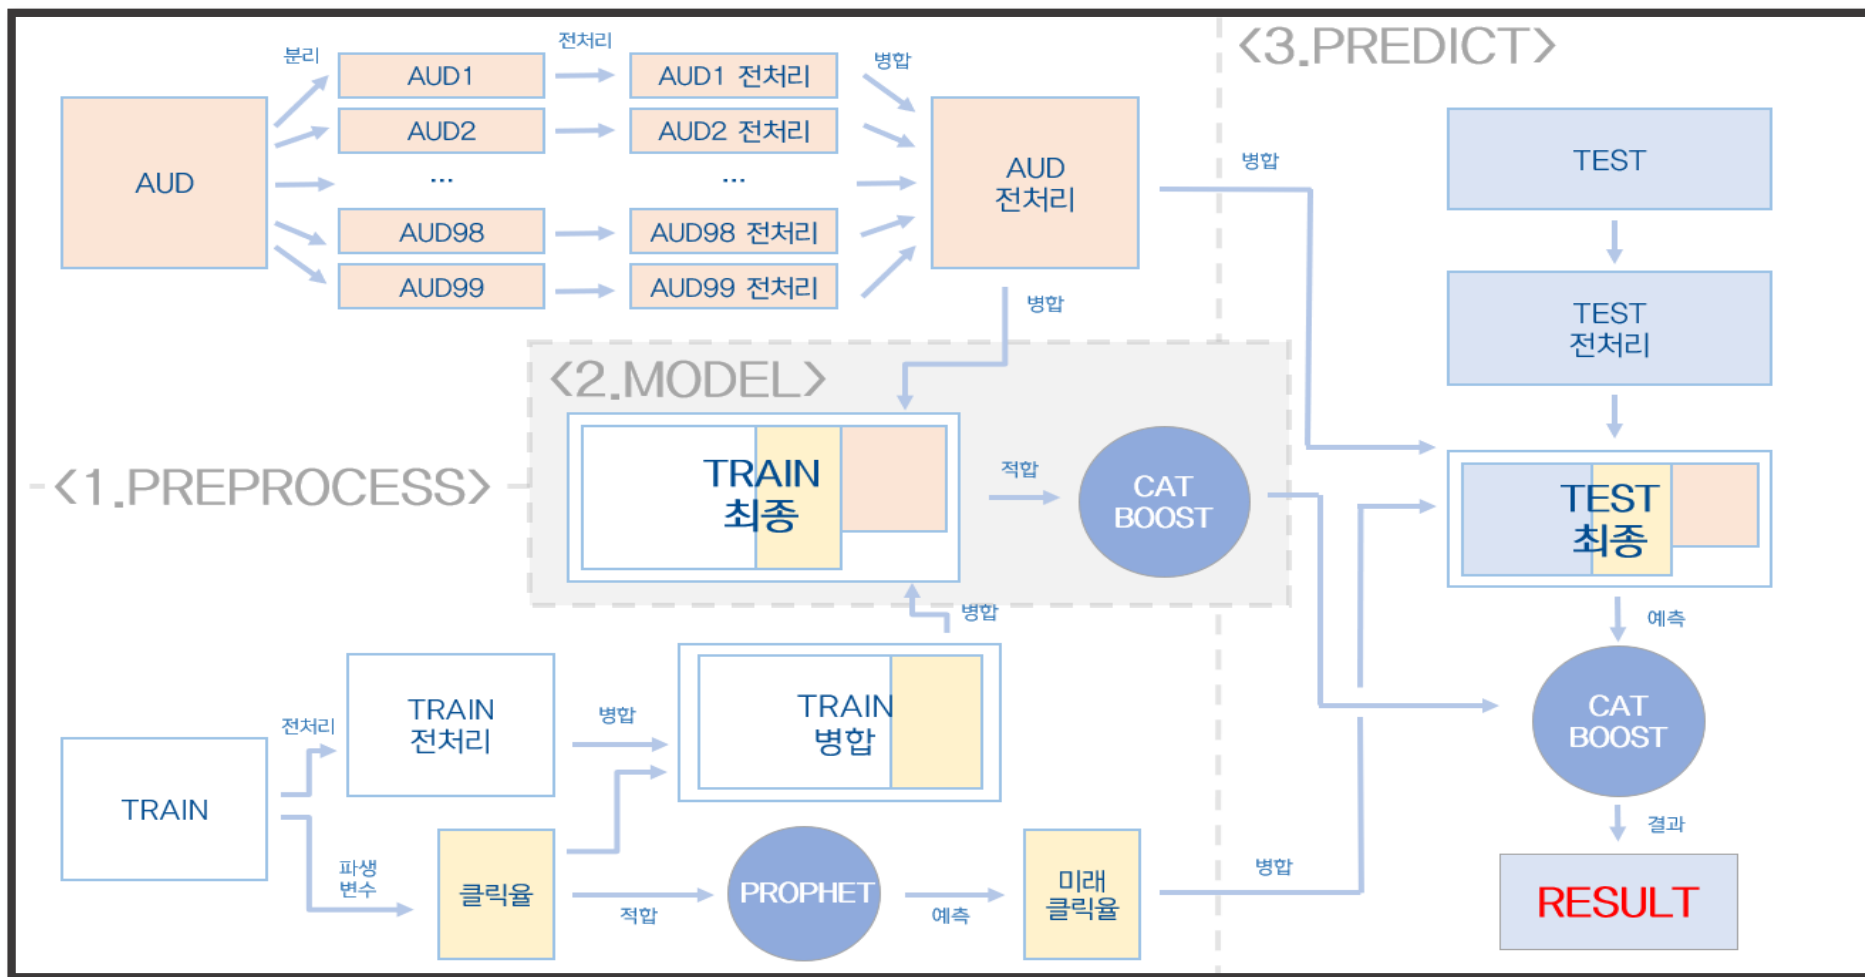 <3.PREDICT>
분리
전처리
병합
AUD
AUD1
AUD1 전처리
AUD2
AUD2 전처리
...
...
AUD98
AUD98 전처리
AUD99
AUD99 전처리
AUD
전처리
병합
병합
TEST
TEST
전처리
<2.MODEL>
<1.PREPROCESS>
TRAIN
최종
적합
CAT
BOOST
TEST
최종
병합
예측
TRAIN
전처리
TRAIN
전처리
병합
TRAIN
병합
CAT
BOOST
파생
변수
클릭율
적합
PROPHET
예측
미래
클릭율
병합
결과
RESULT